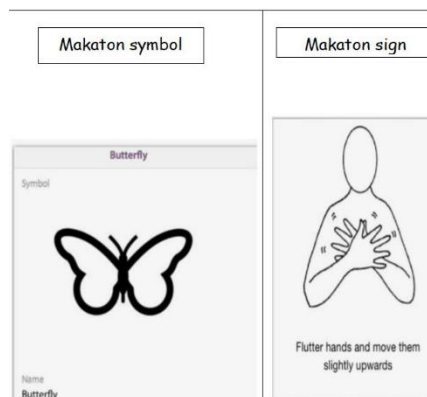 Makaton symbol
Makaton sign
Butterfly
Symbol
Name
Butterfly
Flutter hands and move them
slightly upwards